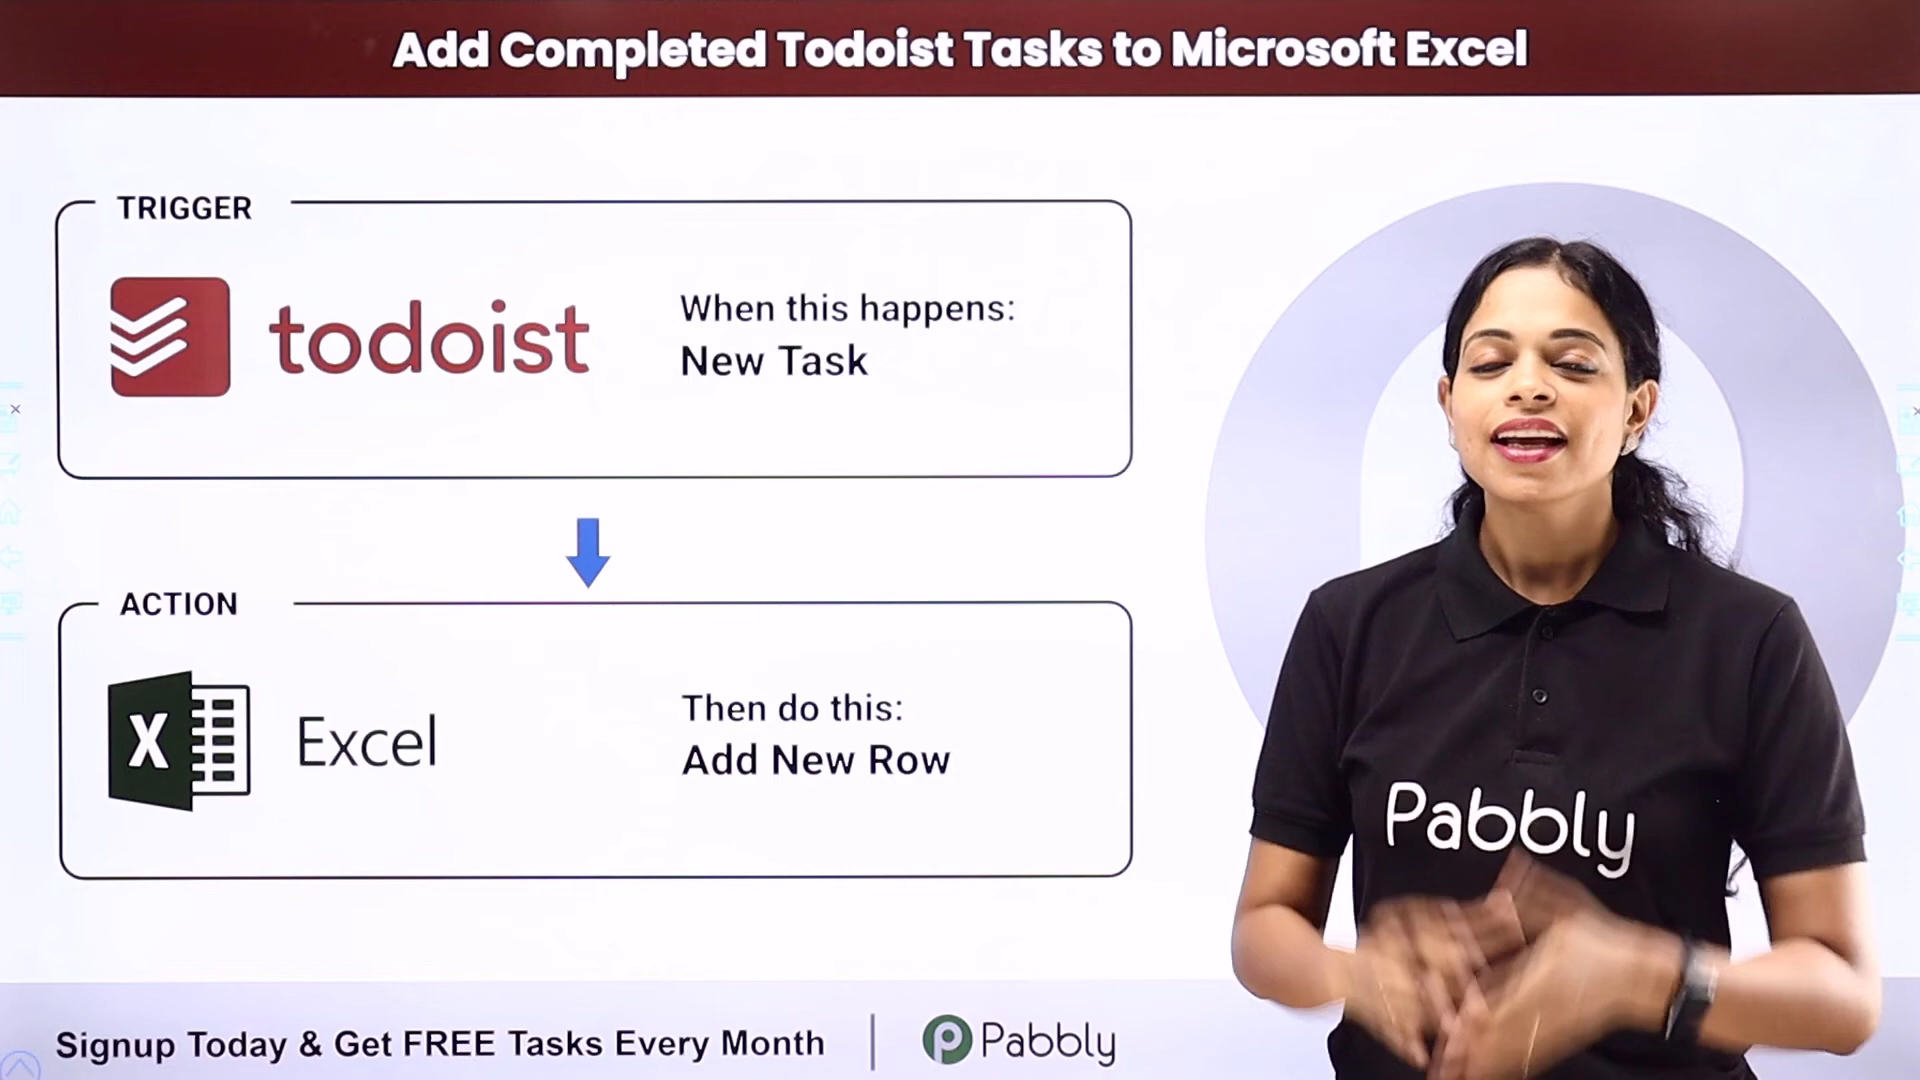 Add Completed Todoist Tasks to Microsoft Excel
TRIGGER
todoist
When this happens:
New Task
ACTION
X
Excel
Then do this:
Add New Row
Pabbly
Signup Today & Get FREE Tasks Every Month
Pabbly